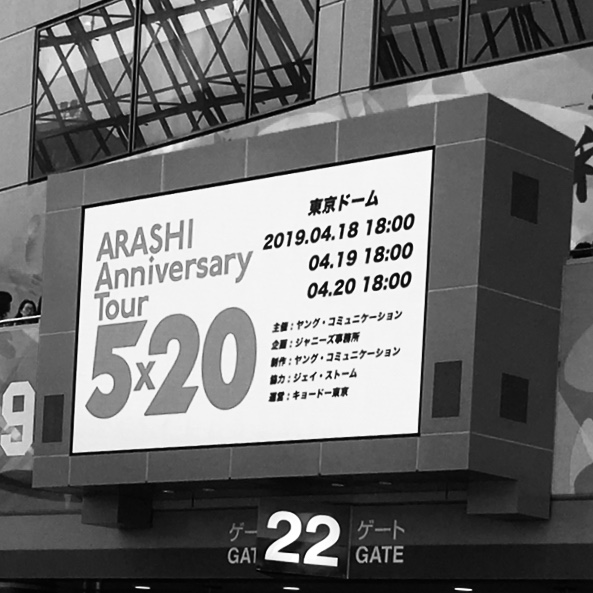 ARASHI
Anniversary
Tour
5x20
東京ドーム
2019.04.18 18:00
04.19 18:00
04.20 18:00
主催：ヤング・コミュニケーション
企画：ジャニーズ事務所
制作：ヤング・コミュニケーション
協力：ジェイ・ストーム
運営：キョードー東京
9
22
ゲート
GATE